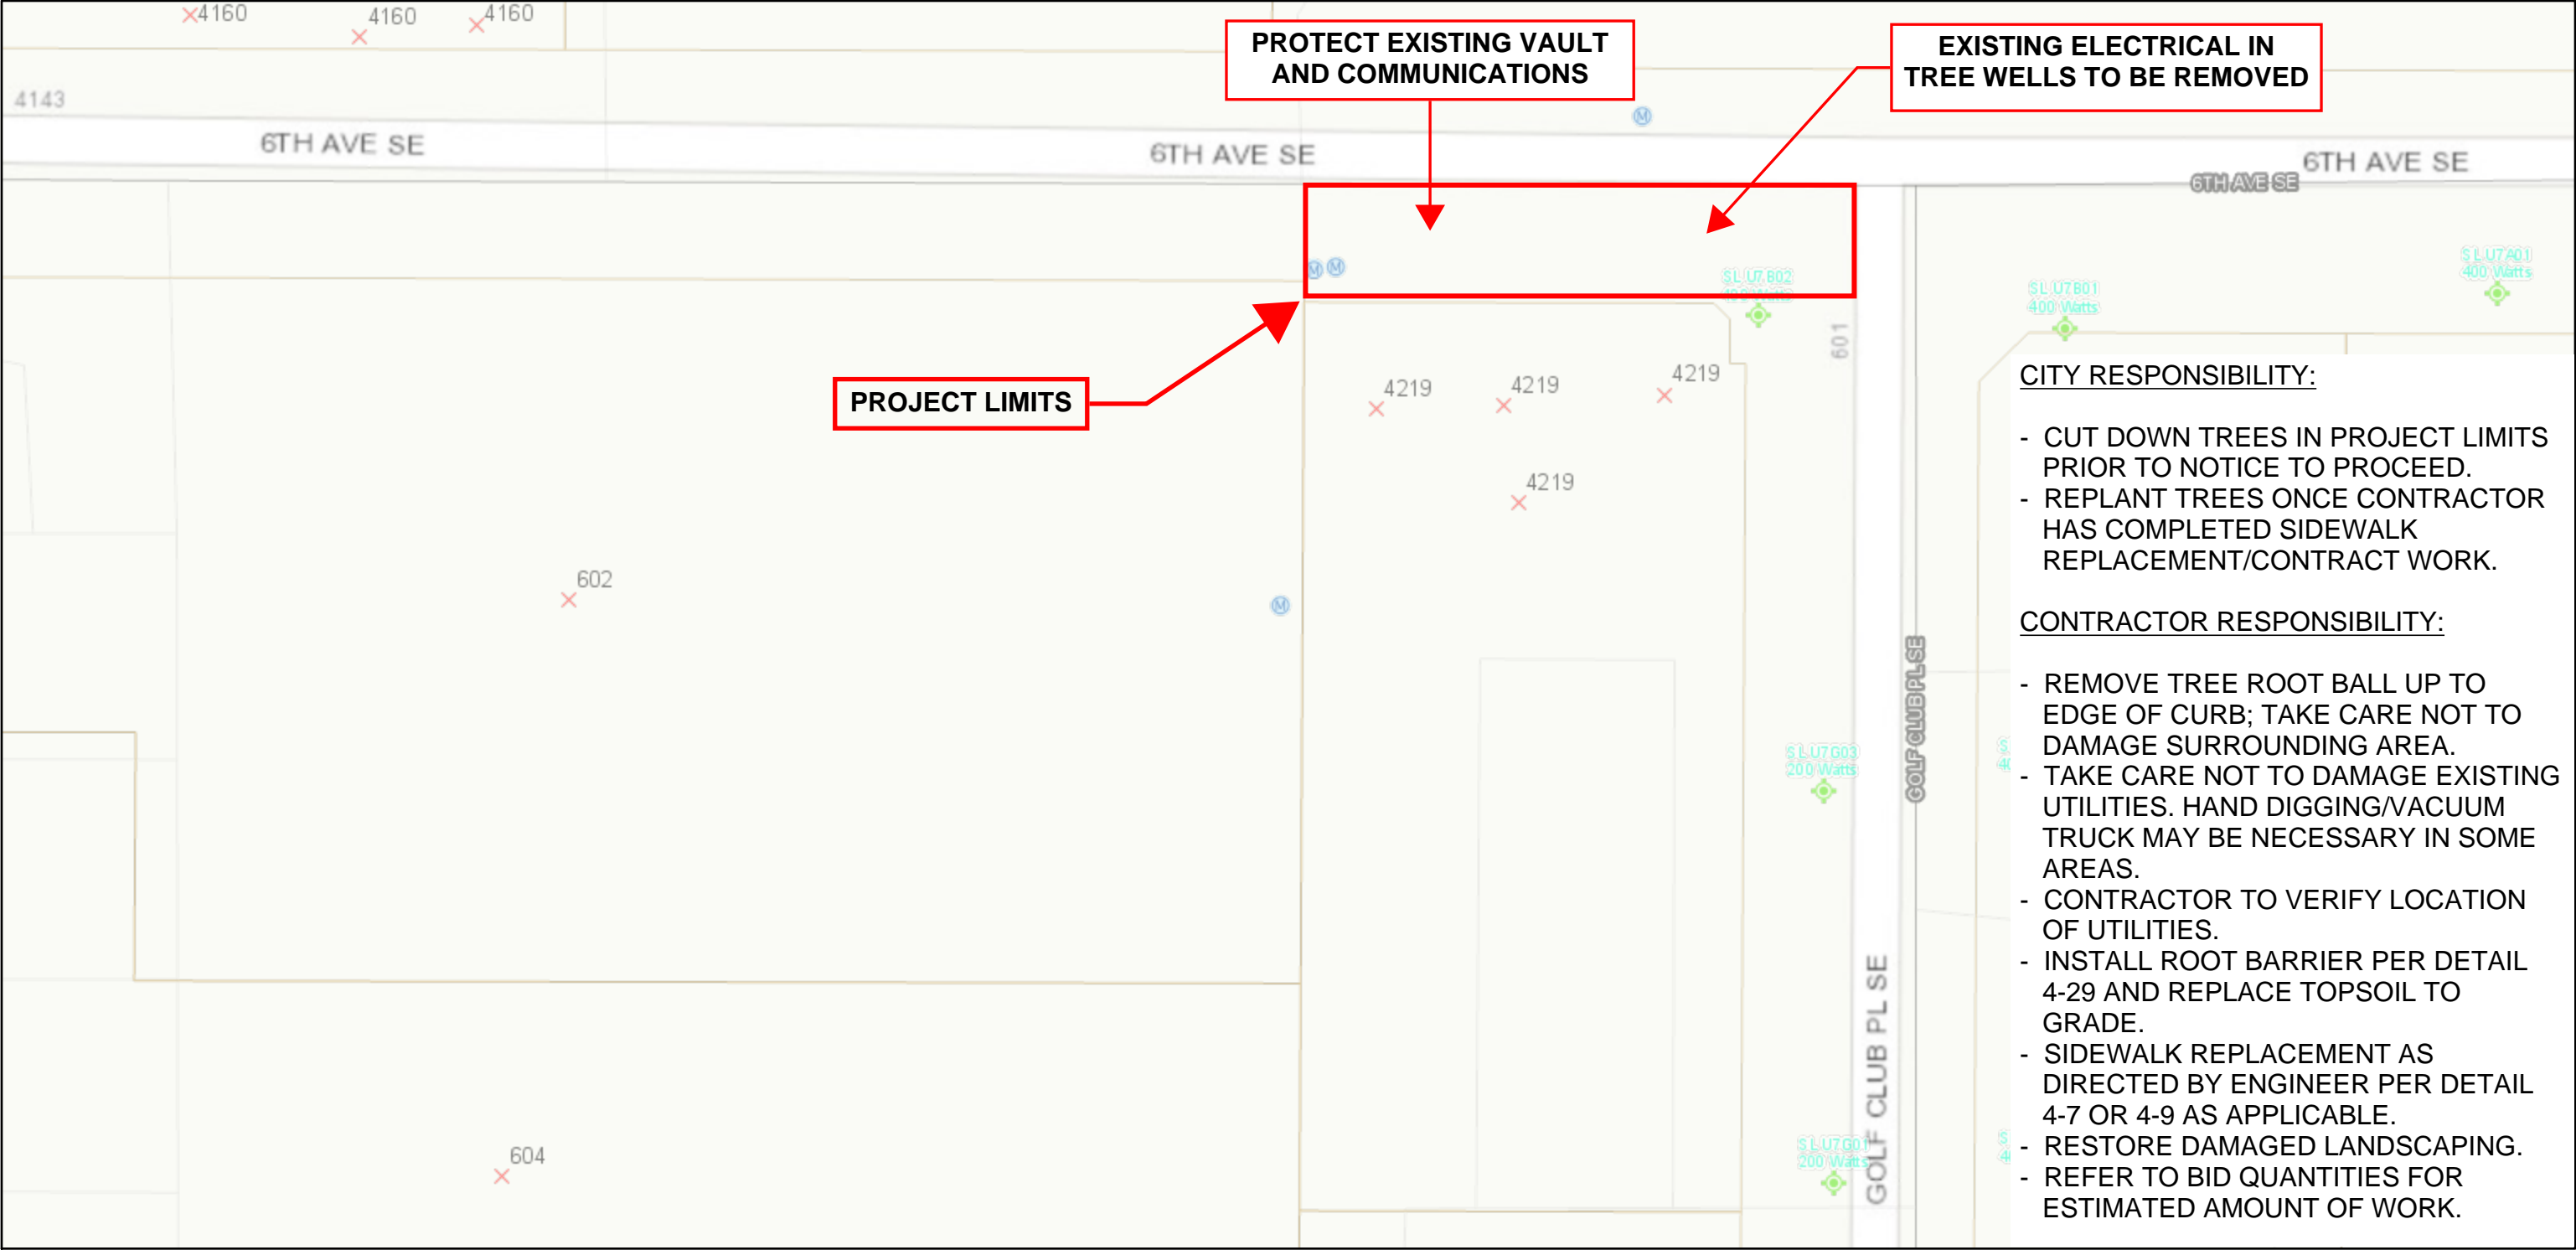 4160
4160
4160
PROTECT EXISTING VAULT
AND COMMUNICATIONS
EXISTING ELECTRICAL IN
TREE WELLS TO BE REMOVED
4143
6TH AVE SE
6TH AVE SE
6TH AVE SE
6TH AVE SE
SLU7B02
SLU7B01
400 Watts
SLU7A01
400 Watts
601
PROJECT LIMITS
4219
4219
4219
4219
602
604
SLU7G03
200 Watts
SLU7G01
200 Watts
GOLF CLUB PL SE
GOLF CLUB PL SE
CITY RESPONSIBILITY:
- CUT DOWN TREES IN PROJECT LIMITS
PRIOR TO NOTICE TO PROCEED.
- REPLANT TREES ONCE CONTRACTOR
HAS COMPLETED SIDEWALK
REPLACEMENT/CONTRACT WORK.
CONTRACTOR RESPONSIBILITY:
- REMOVE TREE ROOT BALL UP TO
EDGE OF CURB; TAKE CARE NOT TO
DAMAGE SURROUNDING AREA.
- TAKE CARE NOT TO DAMAGE EXISTING
UTILITIES. HAND DIGGING/VACUUM
TRUCK MAY BE NECESSARY IN SOME
AREAS.
- CONTRACTOR TO VERIFY LOCATION
OF UTILITIES.
- INSTALL ROOT BARRIER PER DETAIL
4-29 AND REPLACE TOPSOIL TO
GRADE.
- SIDEWALK REPLACEMENT AS
DIRECTED BY ENGINEER PER DETAIL
4-7 OR 4-9 AS APPLICABLE.
- RESTORE DAMAGED LANDSCAPING.
- REFER TO BID QUANTITIES FOR
ESTIMATED AMOUNT OF WORK.